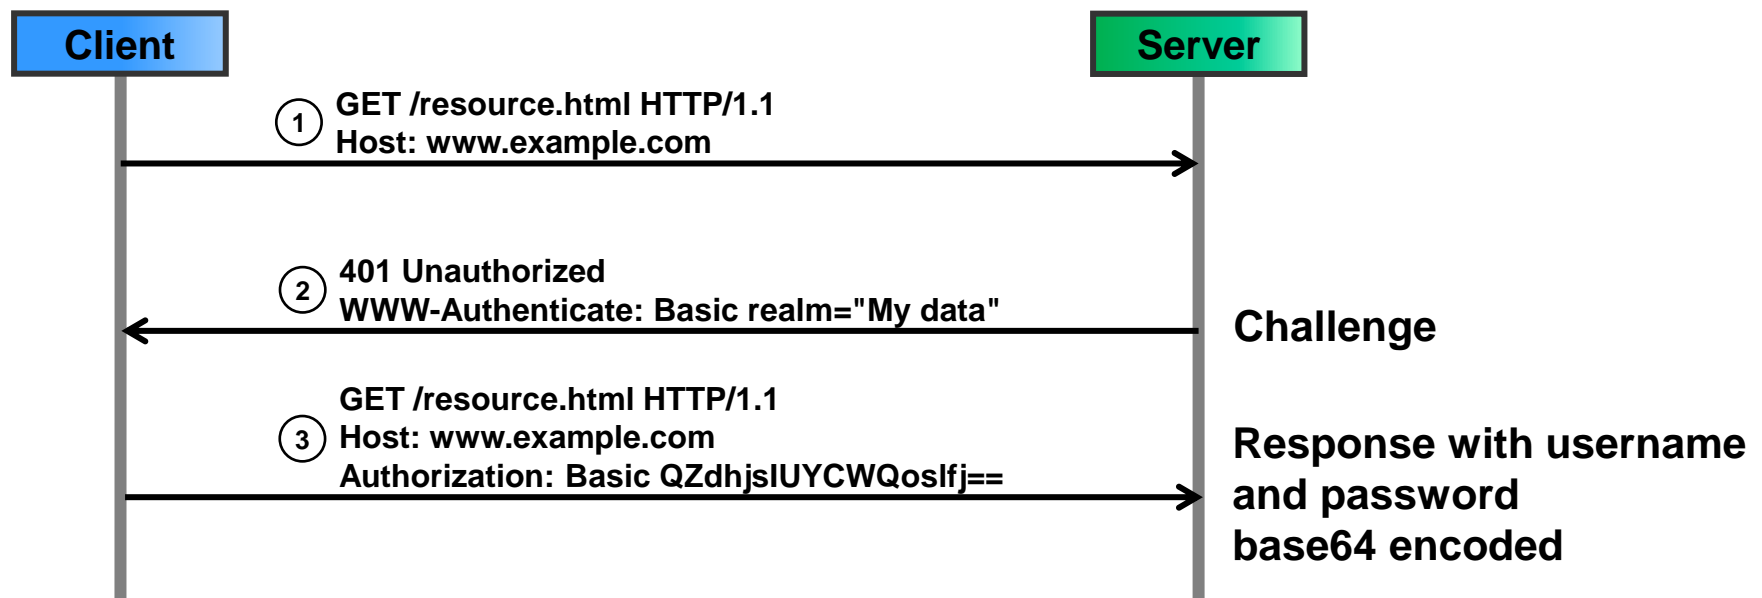 Client
Server
1
GET /resource.html HTTP/1.1
Host: www.example.com
2
401 Unauthorized
WWW-Authenticate: Basic realm="My data"
Challenge
3
GET /resource.html HTTP/1.1
Host: www.example.com
Authorization: Basic QZdhjsIUYCWQoslfj==
Response with username
and password
base64 encoded